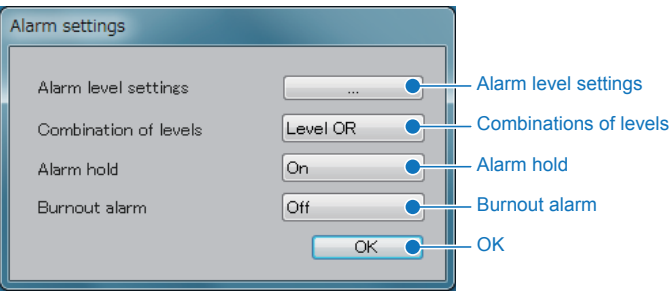 Alarm settings
Alarm level settings ... Alarm level settings
Combination of levels Level OR Combinations of levels
Alarm hold On Alarm hold
Burnout alarm Off Burnout alarm
OK OK